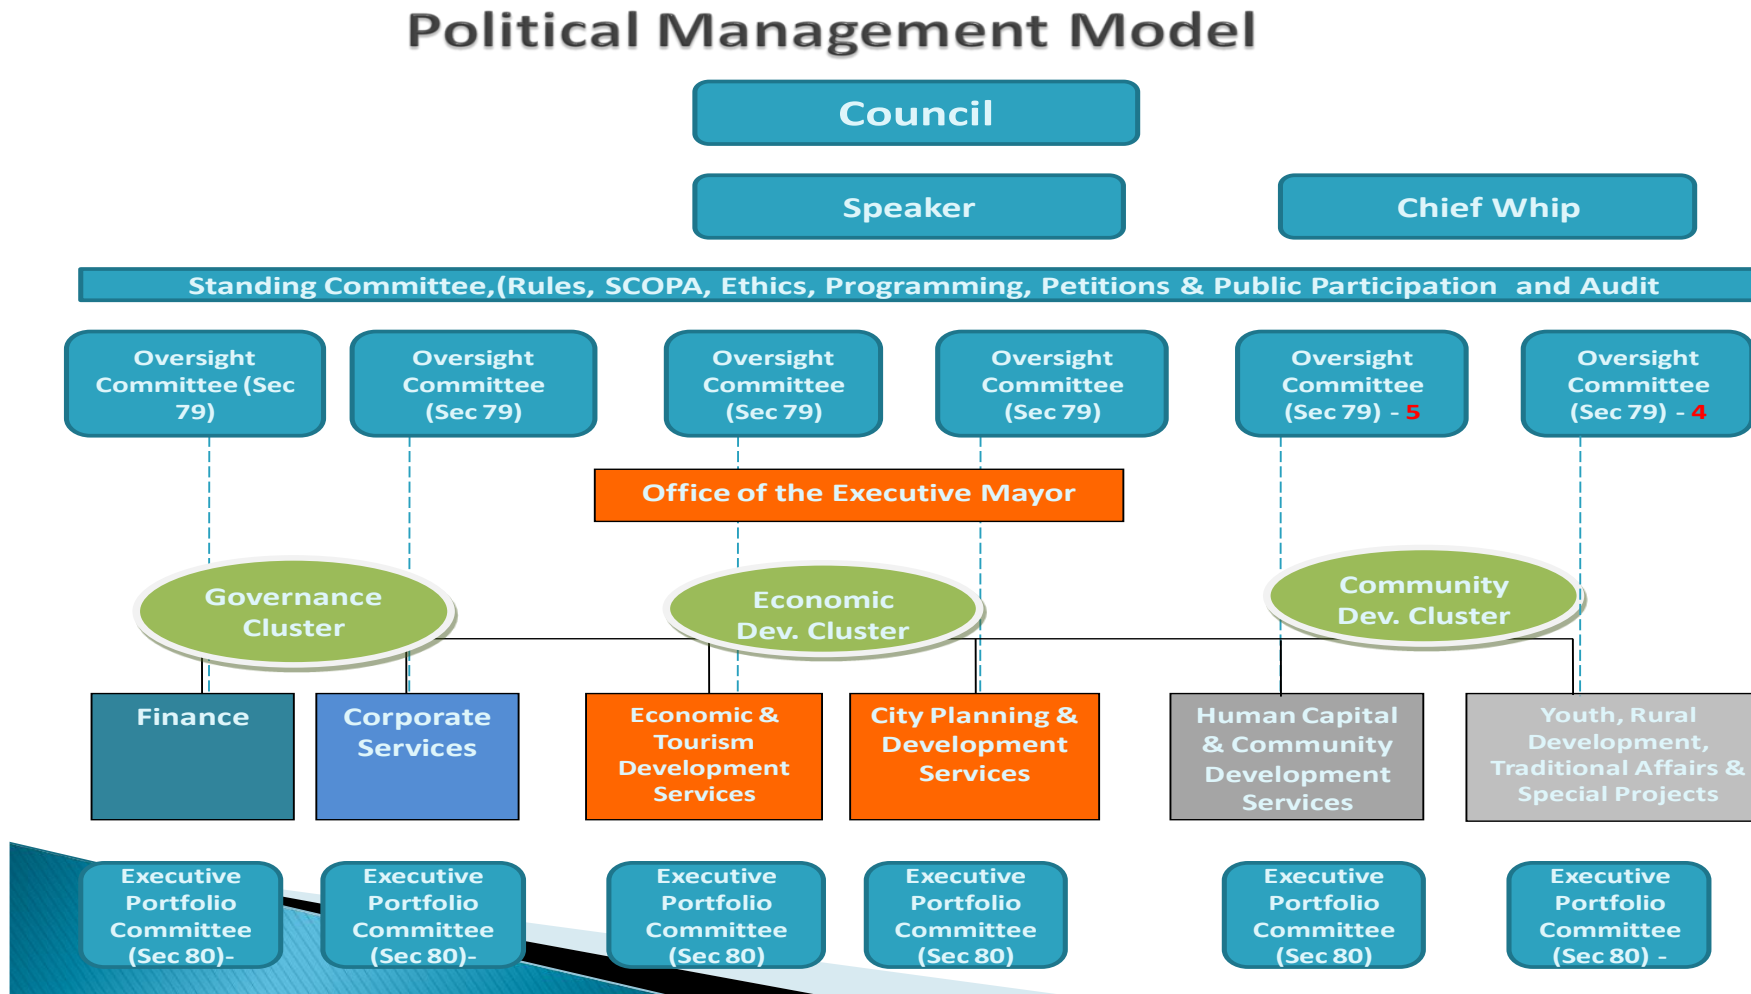 Political Management Model
Council
Speaker
Chief Whip
Standing Committee,(Rules, SCOPA, Ethics, Programming, Petitions & Public Participation and Audit
Oversight
Committee (Sec
79)
Oversight
Committee
(Sec 79)
Oversight
Committee
(Sec 79)
Oversight
Committee
(Sec 79)
Oversight
Committee
(Sec 79) - 5
Oversight
Committee
(Sec 79) - 4
Office of the Executive Mayor
Governance
Cluster
Economic
Dev. Cluster
Community
Dev. Cluster
Finance
Corporate
Services
Economic &
Tourism
Development
Services
City Planning &
Development
Services
Human Capital
& Community
Development
Services
Youth, Rural
Development,
Traditional Affairs &
Special Projects
Executive
Portfolio
Committee
(Sec 80)-
Executive
Portfolio
Committee
(Sec 80)-
Executive
Portfolio
Committee
(Sec 80)
Executive
Portfolio
Committee
(Sec 80)
Executive
Portfolio
Committee
(Sec 80)
Executive
Portfolio
Committee
(Sec 80) -